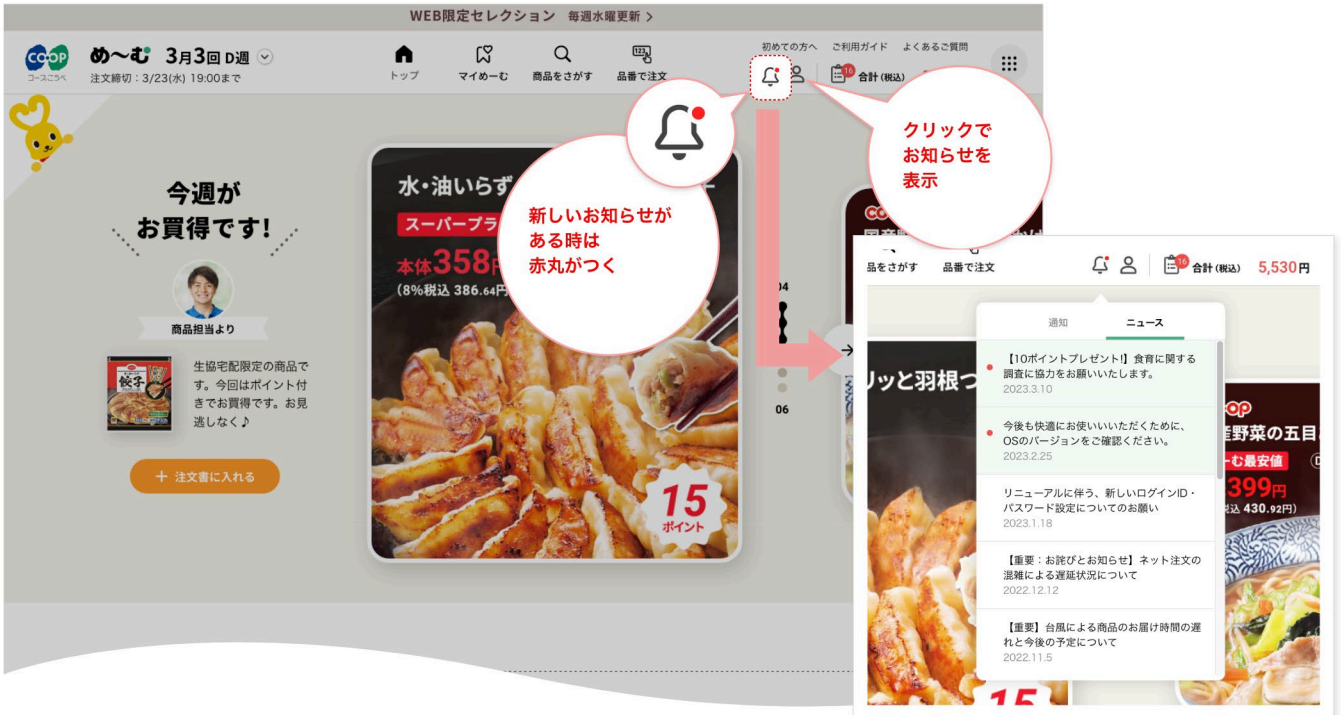 WEB限定セレクション 毎週水曜更新 >
co-op
コープこうべ
め〜む 3月3回 D週
注文締切：3/23(水) 19:00まで
トップ
マイめーむ
商品をさがす
品番で注文
初めての方へ ご利用ガイド よくあるご質問
16 合計(税込)
今週が
お買得です!
商品担当より
生協宅配限定の商品で
す。今回はポイント付
きでお買得です。お見
逃しなく♪
餃子
＋ 注文書に入れる
水・油いらず
スーパープラ
本体358円
(8%税込 386.64円
15
ポイント
新しいお知らせが
ある時は
赤丸がつく
クリックで
お知らせを
表示
04
06
品をさがす 品番で注文
16 合計(税込) 5,530円
通知 ニュース
【10ポイントプレゼント!】食育に関する
調査に協力をお願いいたします。
2023.3.10
今後も快適にお使いいいただくために、
OSのバージョンをご確認ください。
2023.2.25
リニューアルに伴う、新しいログインID・
パスワード設定についてのお願い
2023.1.18
【重要：お詫びとお知らせ】ネット注文の
混雑による遅延状況について
2022.12.12
【重要】台風による商品のお届け時間の遅
れと今後の予定について
2022.11.5
リッと羽根つ
15
産野菜の五目
む最安値
399円
税込 430.92円)